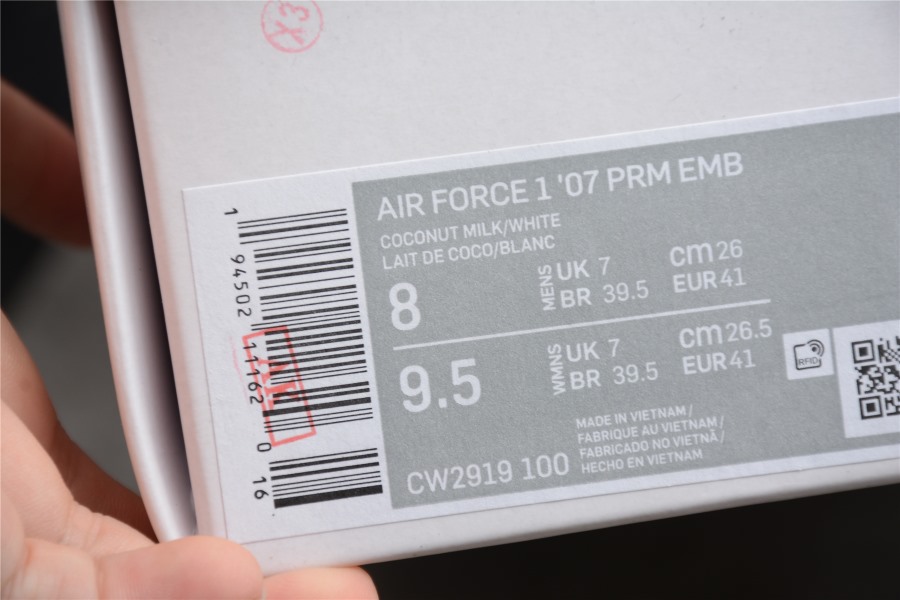 X3
AIR FORCE 1 '07 PRM EMB
COCONUT MILK/WHITE
LAIT DE COCO/BLANC
8
MENS
UK 7
BR 39.5
cm 26
EUR 41
9.5
WMNS
UK 7
BR 39.5
cm 26.5
EUR 41
RFID
CW2919 100
MADE IN VIETNAM /
FABRIQUE AU VIETNAM /
FABRICADO NO VIETNÃ /
HECHO EN VIETNAM
1 94502 11162 0 16